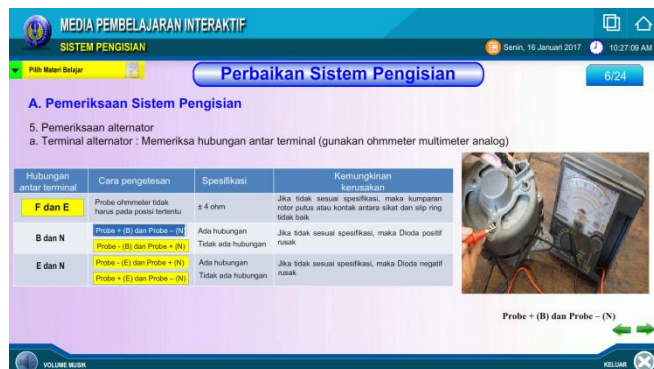 MEDIA PEMBELAJARAN INTERAKTIF
SISTEM PENGISIAN
Senin, 16 Januari 2017
10:27:09 AM
Pilih Materi Belajar
Perbaikan Sistem Pengisian
6/24
A. Pemeriksaan Sistem Pengisian
5. Pemeriksaan alternator
a. Terminal alternator : Memeriksa hubungan antar terminal (gunakan ohmmeter multimeter analog)
Hubungan antar terminal
Cara pengetesan
Spesifikasi
Kemungkinan kerusakan
F dan E
Probe ohmmeter tidak
harus pada posisi tertentu
± 4 ohm
Jika tidak sesuai spesifikasi, maka kumparan
rotor putus atau kontak antara sikat dan slip ring
tidak baik
B dan N
Probe + (B) dan Probe – (N)
Ada hubungan
Probe - (B) dan Probe + (N)
Tidak ada hubungan
Jika tidak sesuai spesifikasi, maka Dioda positif
rusak
E dan N
Probe - (E) dan Probe + (N)
Ada hubungan
Probe + (E) dan Probe – (N)
Tidak ada hubungan
Jika tidak sesuai spesifikasi, maka Dioda negatif
rusak
Probe + (B) dan Probe – (N)
VOLUME MUSIK
KELUAR